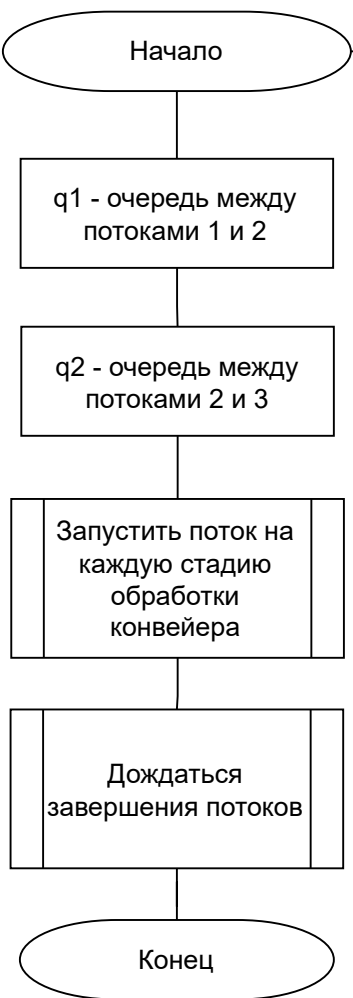 Начало
q1 - очередь между
потоками 1 и 2
q2 - очередь между
потоками 2 и 3
Запустить поток на
каждую стадию
обработки
конвейера
Дождаться
завершения потоков
Конец